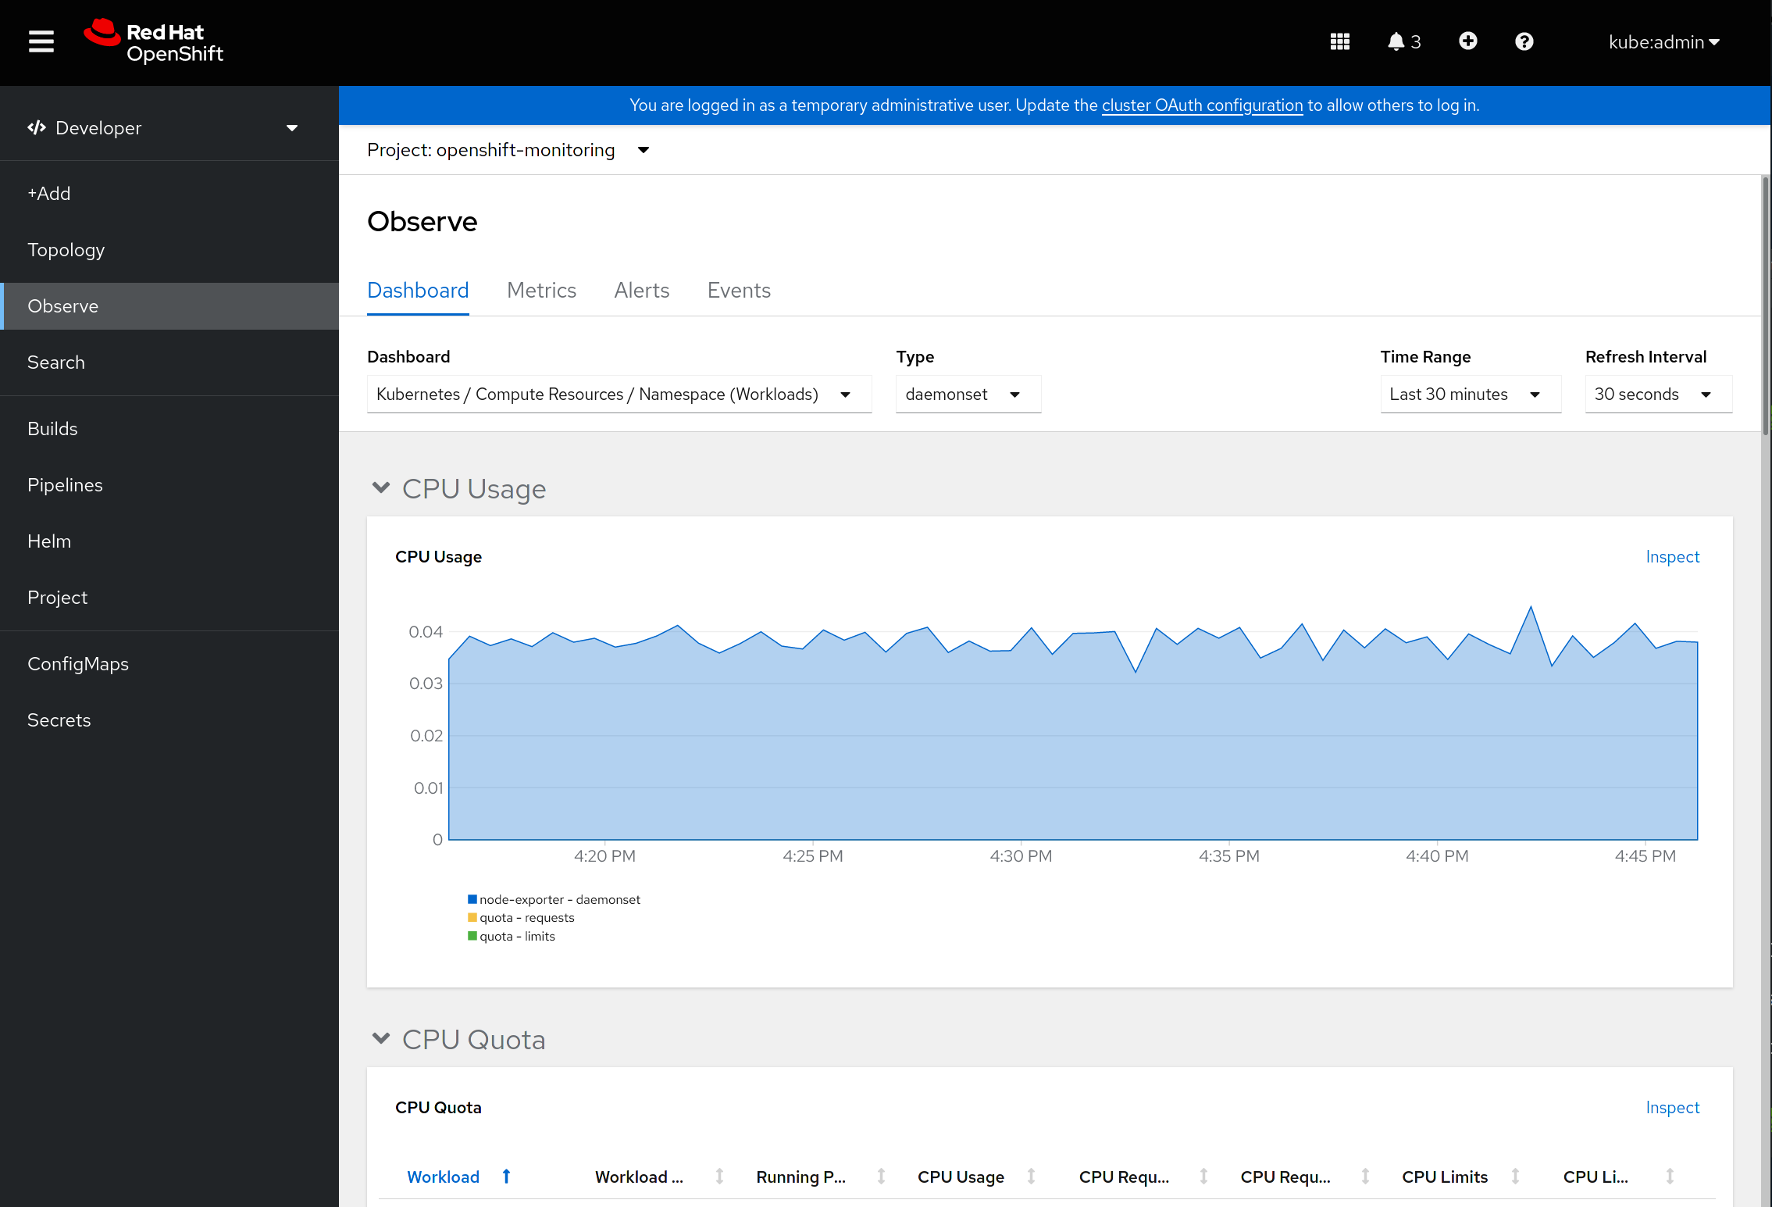 Red Hat
OpenShift
3
kube:admin
Developer
You are logged in as a temporary administrative user. Update the cluster OAuth configuration to allow others to log in.
+Add
Topology
Observe
Search
Builds
Pipelines
Helm
Project
ConfigMaps
Secrets
Project: openshift-monitoring
Observe
Dashboard Metrics Alerts Events
Dashboard Type Time Range Refresh Interval
Kubernetes / Compute Resources / Namespace (Workloads) daemonset Last 30 minutes 30 seconds
CPU Usage
CPU Usage Inspect
0.04
0.03
0.02
0.01
0
4:20 PM 4:25 PM 4:30 PM 4:35 PM 4:40 PM 4:45 PM
node-exporter - daemonset
quota - requests
quota - limits
CPU Quota
CPU Quota Inspect
Workload Workload ... Running P... CPU Usage CPU Requ... CPU Requ... CPU Limits CPU Li...